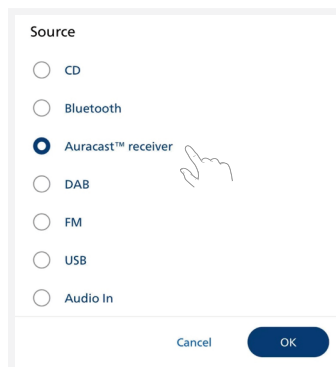 Source
CD
Bluetooth
Auracast™ receiver
DAB
FM
USB
Audio In
Cancel OK